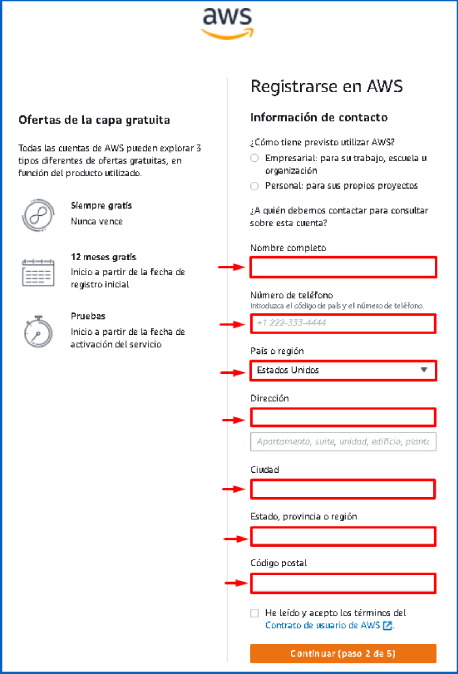 aws
Ofertas de la capa gratuita
Todas las cuentas de AWS pueden explorar 3
tipos diferentes de ofertas gratuitas, en
función del producto utilizado.
Siempre gratis
Nunca vence
12 meses gratis
Inicio a partir de la fecha de
registro inicial
Pruebas
Inicio a partir de la fecha de
activación del servicio
Registrarse en AWS
Información de contacto
¿Cómo tiene previsto utilizar AWS?
Empresarial: para su trabajo, escuela u
organización
Personal: para sus propios proyectos
¿A quién debemos contactar para consultar
sobre esta cuenta?
Nombre completo
Número de teléfono
Introduzca el código de país y el número de teléfono.
+1 222-333-4444
País o región
Estados Unidos
Dirección
Apartamento, suite, unidad, edificio, planta
Ciudad
Estado, provincia o región
Código postal
He leído y acepto los términos del
Contrato de usuario de AWS.
Continuar (paso 2 de 5)